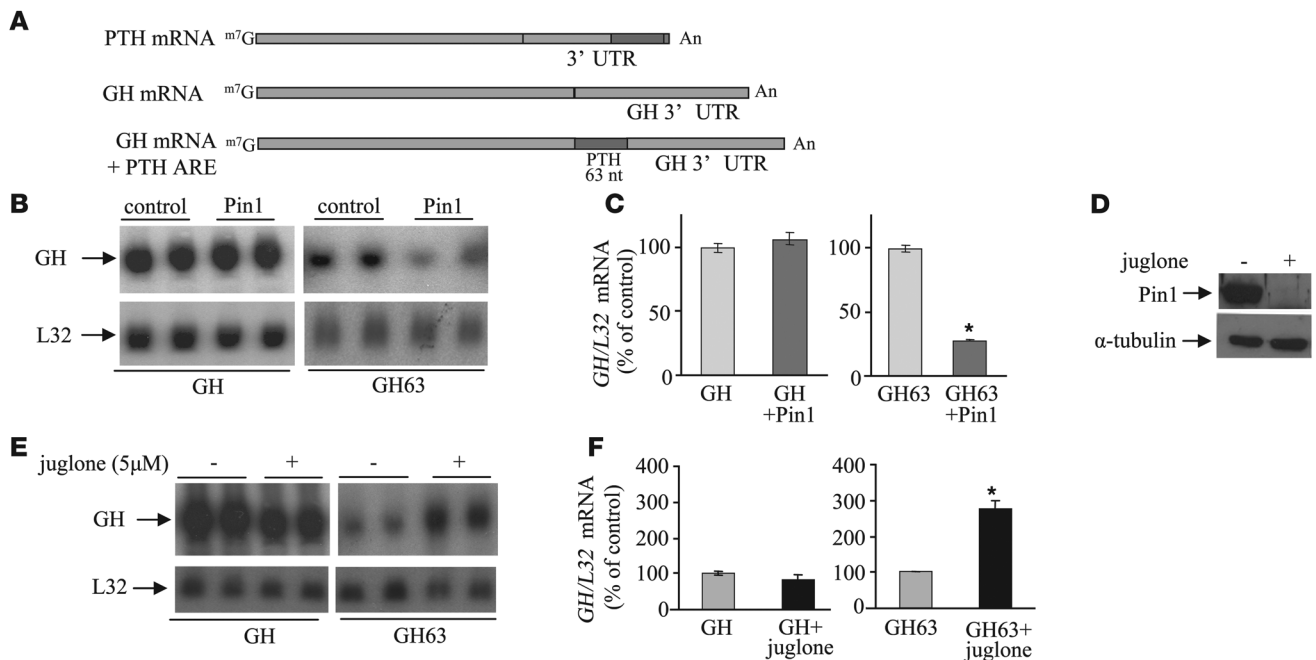 A
PTH mRNA m7G An
3' UTR
GH mRNA m7G An
GH 3' UTR
GH mRNA m7G An
+ PTH ARE
PTH
63 nt
GH 3' UTR
B
control Pin1 control Pin1
GH
L32
GH GH63
C
GH/L32 mRNA
(% of control)
100
50
0
GH GH
+Pin1
100
50
0
*
GH63 GH63
+Pin1
D
juglone - +
Pin1
α-tubulin
E
juglone (5μM) - + - +
GH
L32
GH GH63
F
GH/L32 mRNA
(% of control)
400
300
200
100
0
GH GH+
juglone
400
300
200
100
0
*
GH63 GH63+
juglone